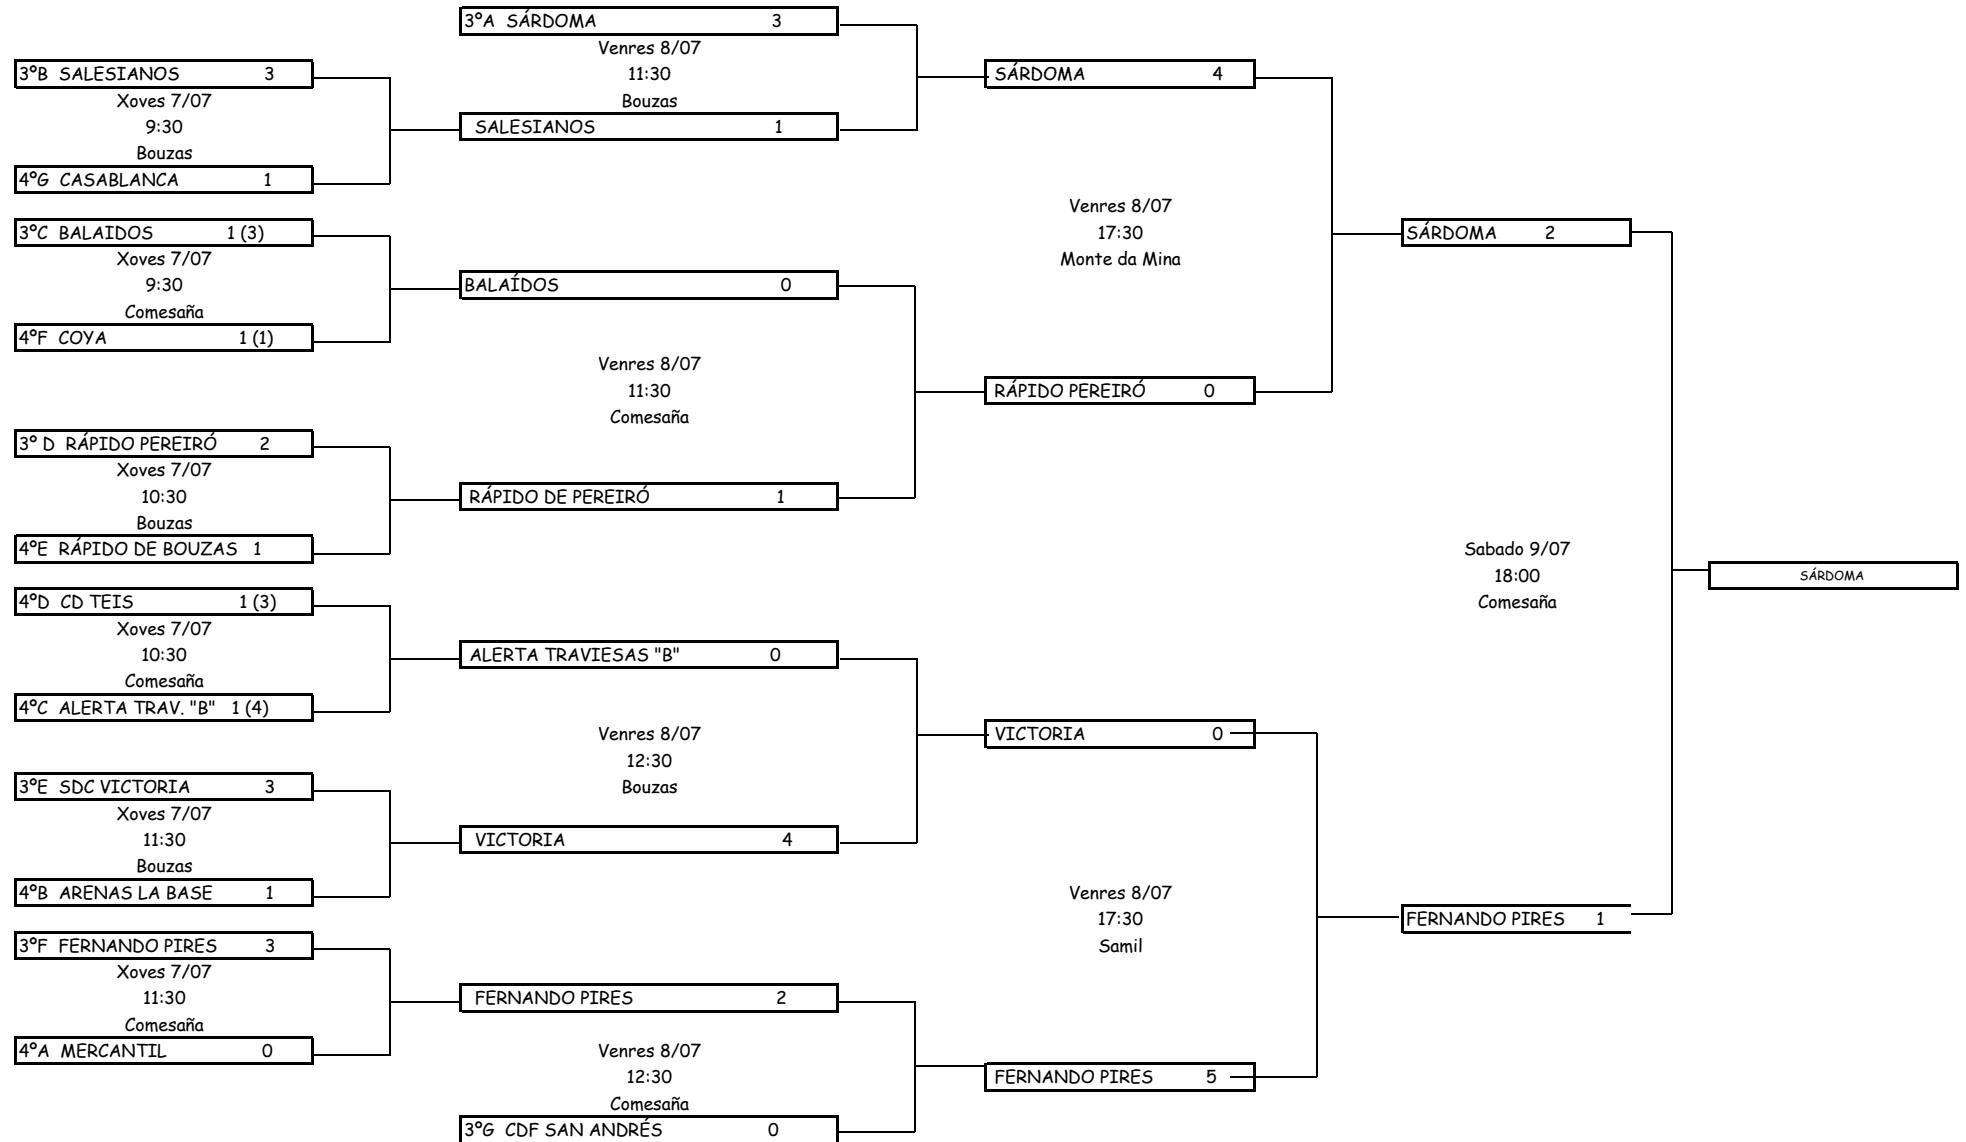 3ºB SALESIANOS 3
Xoves 7/07
9:30
Bouzas
4ºG CASABLANCA 1
3ºC BALAIDOS 1 (3)
Xoves 7/07
9:30
Comesaña
4ºF COYA 1 (1)
3º D RÁPIDO PEREIRÓ 2
Xoves 7/07
10:30
Bouzas
4ºE RÁPIDO DE BOUZAS 1
4ºD CD TEIS 1 (3)
Xoves 7/07
10:30
Comesaña
4ºC ALERTA TRAV. "B" 1 (4)
3ºE SDC VICTORIA 3
Xoves 7/07
11:30
Bouzas
4ºB ARENAS LA BASE 1
3ºF FERNANDO PIRES 3
Xoves 7/07
11:30
Comesaña
4ºA MERCANTIL 0
3ºA SÁRDOMA 3
Venres 8/07
11:30
Bouzas
SALESIANOS 1
BALAÍDOS 0
Venres 8/07
11:30
Comesaña
RÁPIDO DE PEREIRÓ 1
ALERTA TRAVIESAS "B" 0
Venres 8/07
12:30
Bouzas
VICTORIA 4
FERNANDO PIRES 2
Venres 8/07
12:30
Comesaña
3ºG CDF SAN ANDRÉS 0
SÁRDOMA 4
Venres 8/07
17:30
Monte da Mina
RÁPIDO PEREIRÓ 0
VICTORIA 0
Venres 8/07
17:30
Samil
FERNANDO PIRES 5
SÁRDOMA 2
Sabado 9/07
18:00
Comesaña
FERNANDO PIRES 1
SÁRDOMA